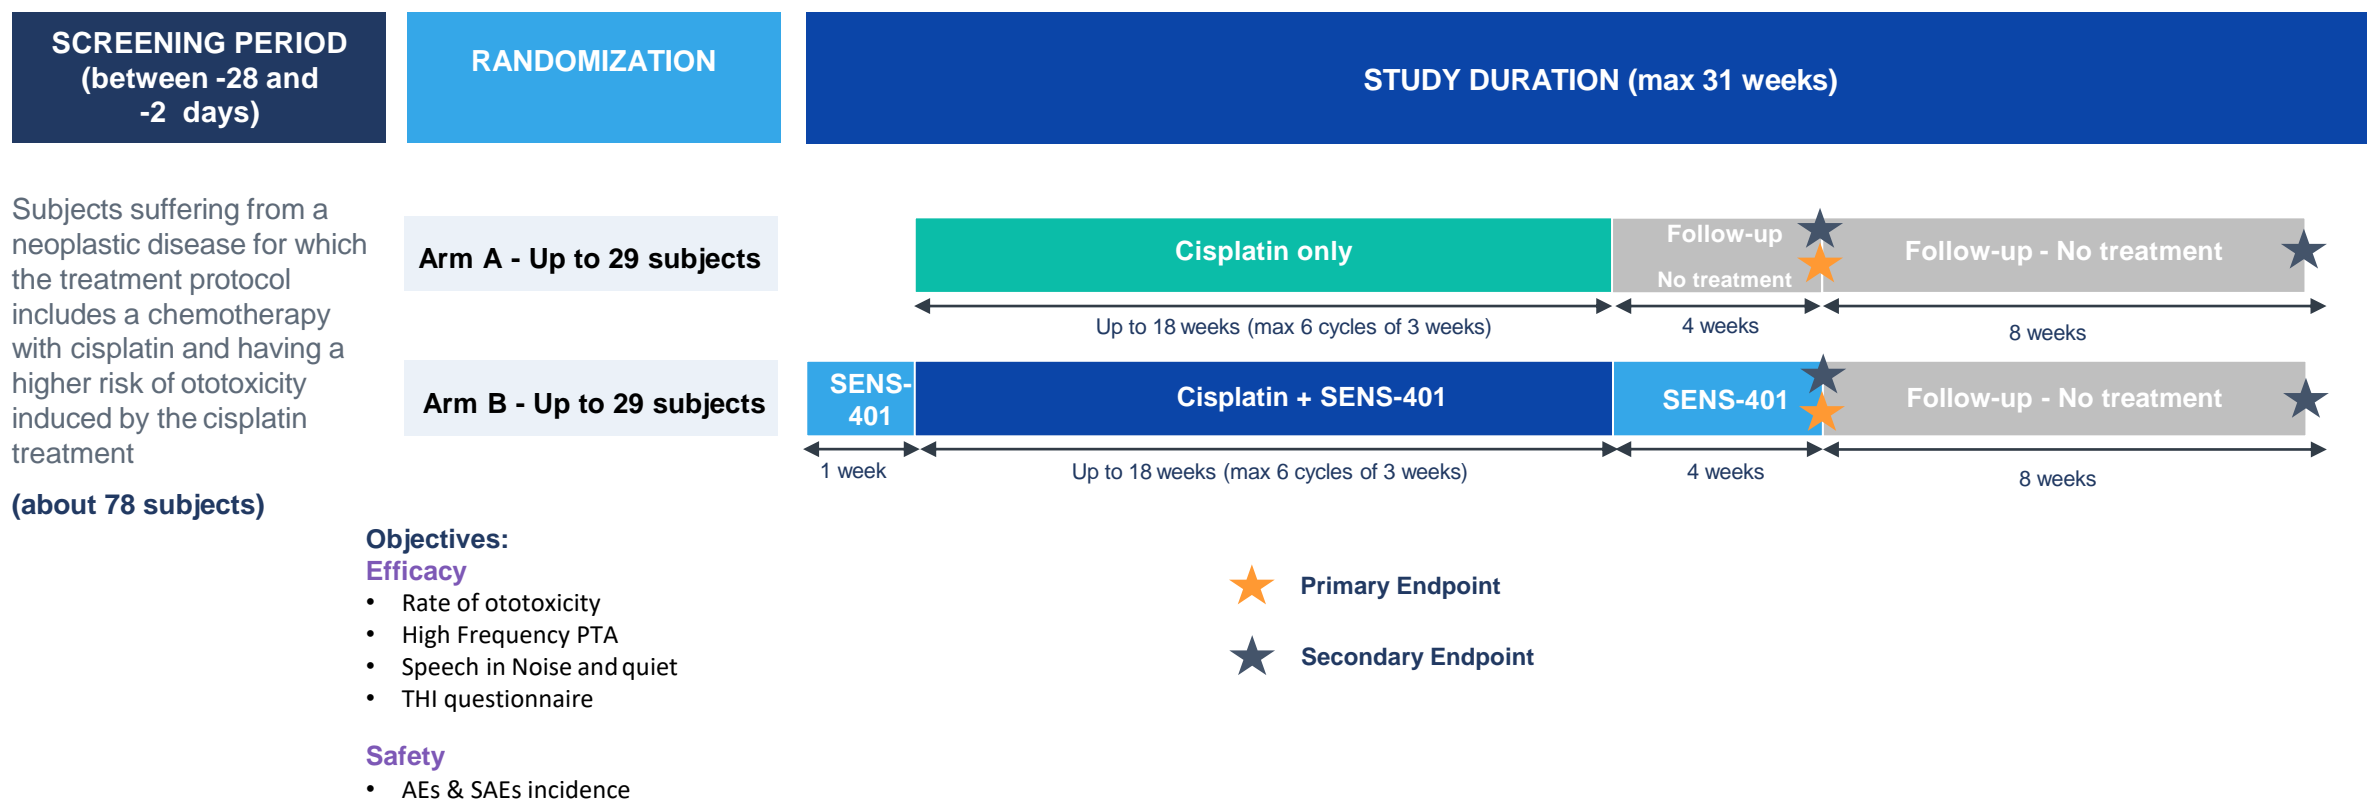 SCREENING PERIOD
(between -28 and
-2 days)
RANDOMIZATION
STUDY DURATION (max 31 weeks)
Subjects suffering from a
neoplastic disease for which
the treatment protocol
includes a chemotherapy
with cisplatin and having a
higher risk of ototoxicity
induced by the cisplatin
treatment
(about 78 subjects)
Arm A - Up to 29 subjects
Cisplatin only
Follow-up
No treatment
Follow-up - No treatment
Up to 18 weeks (max 6 cycles of 3 weeks)
4 weeks
8 weeks
Arm B - Up to 29 subjects
SENS-
401
Cisplatin + SENS-401
SENS-401
Follow-up - No treatment
1 week
Up to 18 weeks (max 6 cycles of 3 weeks)
4 weeks
8 weeks
Objectives:
Efficacy
• Rate of ototoxicity
• High Frequency PTA
• Speech in Noise and quiet
• THI questionnaire
Safety
• AEs & SAEs incidence
Primary Endpoint
Secondary Endpoint